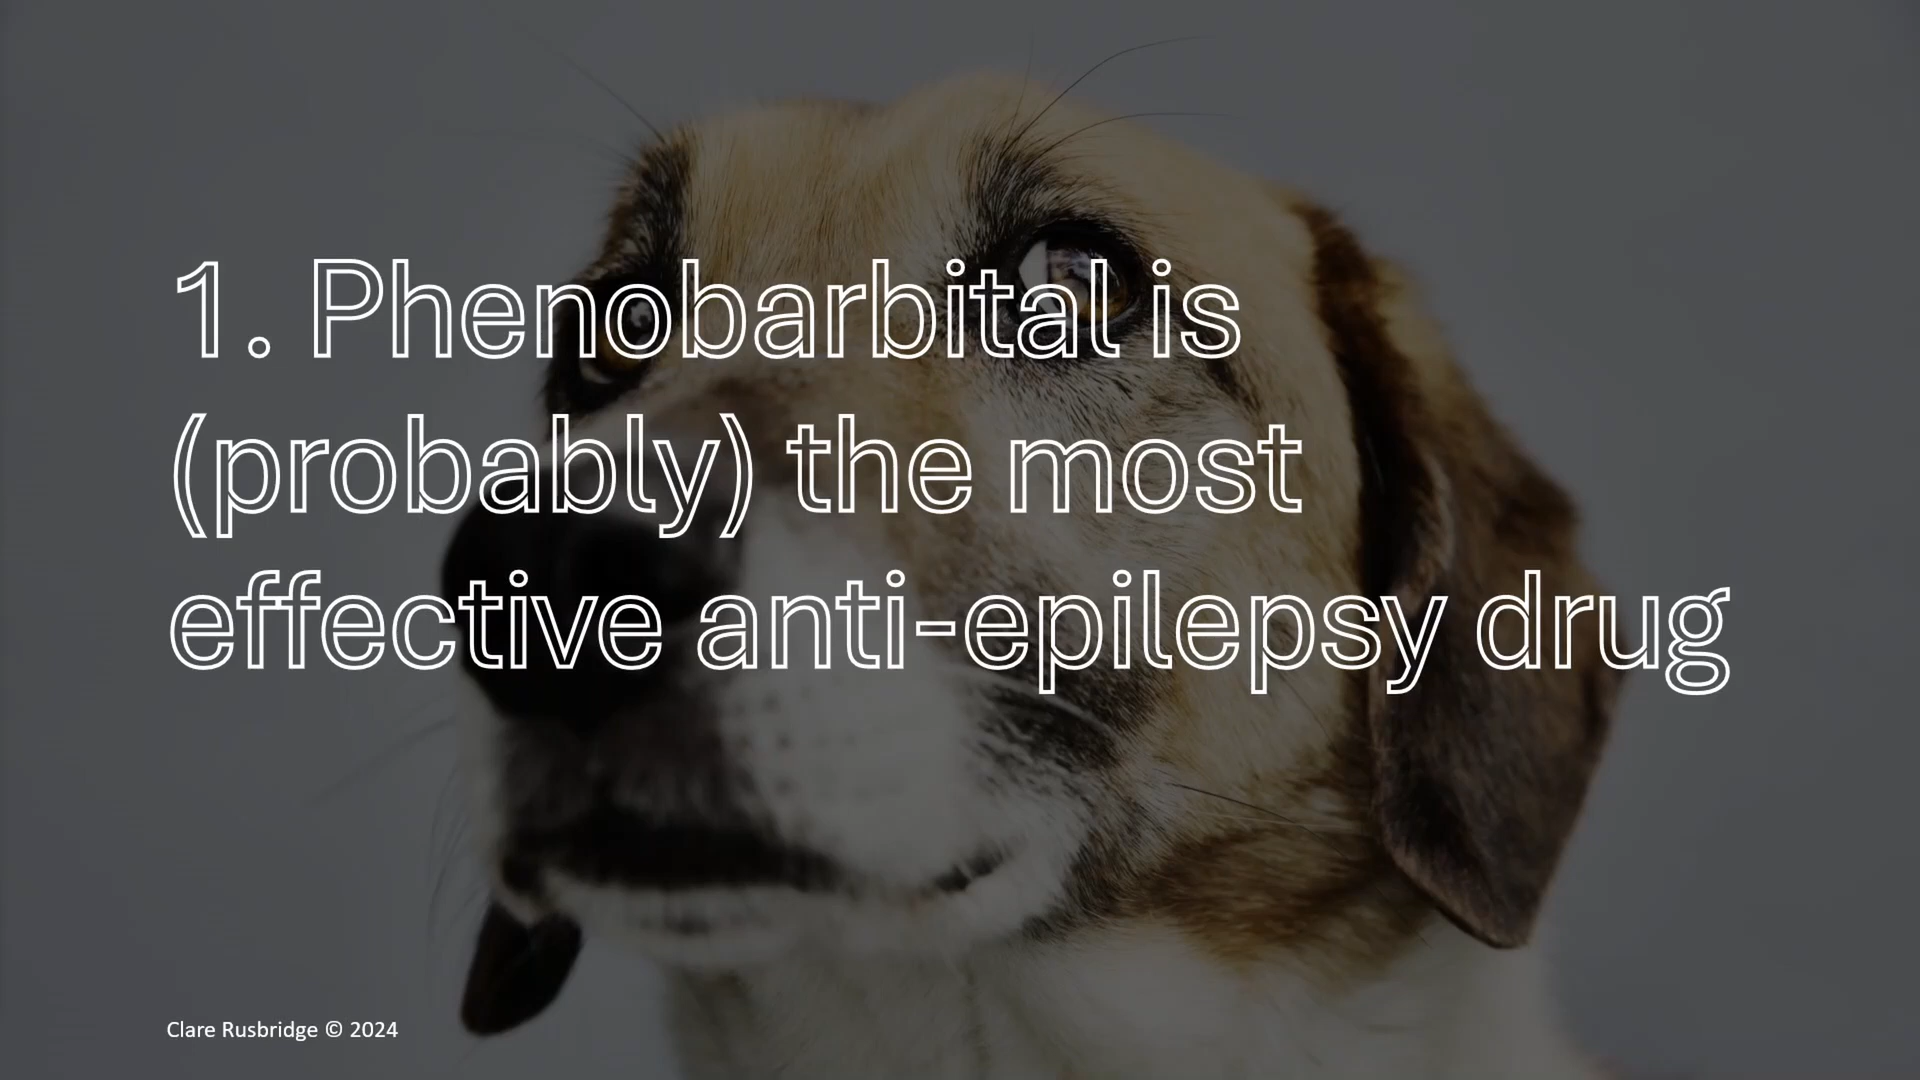 1. Phenobarbital is
(probably) the most
effective anti-epilepsy drug
Clare Rusbridge © 2024